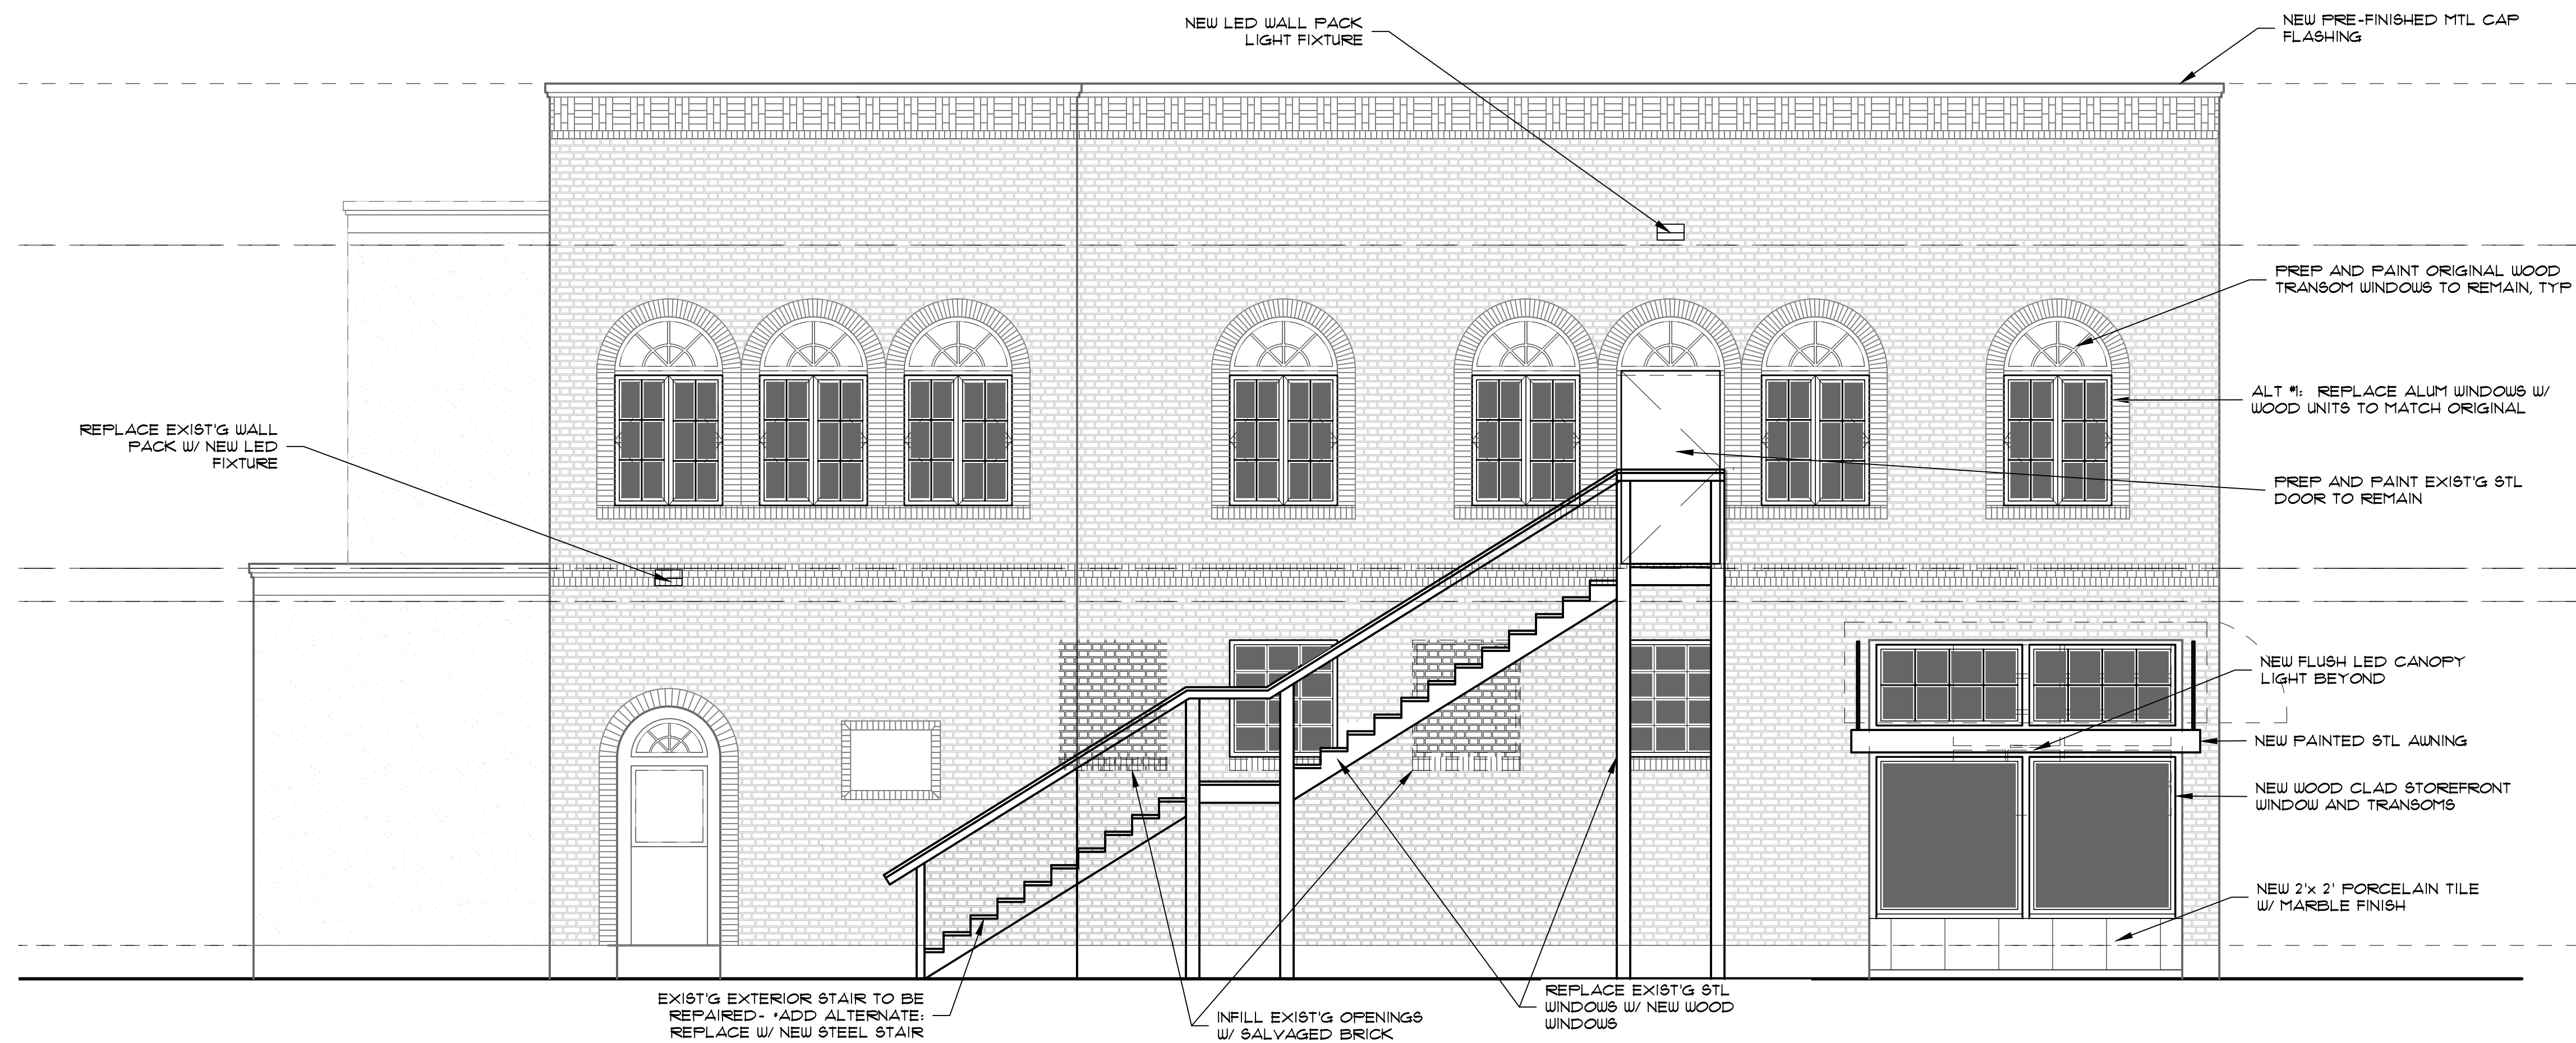 NEW LED WALL PACK
LIGHT FIXTURE
NEW PRE-FINISHED MTL CAP
FLASHING
PREP AND PAINT ORIGINAL WOOD
TRANSOM WINDOWS TO REMAIN, TYP
ALT #1: REPLACE ALUM WINDOWS W/
WOOD UNITS TO MATCH ORIGINAL
REPLACE EXIST'G WALL
PACK W/ NEW LED
FIXTURE
PREP AND PAINT EXIST'G STL
DOOR TO REMAIN
NEW FLUSH LED CANOPY
LIGHT BEYOND
NEW PAINTED STL AWNING
NEW WOOD CLAD STOREFRONT
WINDOW AND TRANSOMS
NEW 2'x 2' PORCELAIN TILE
W/ MARBLE FINISH
EXIST'G EXTERIOR STAIR TO BE
REPAIRED- *ADD ALTERNATE:
REPLACE W/ NEW STEEL STAIR
INFILL EXIST'G OPENINGS
W/ SALVAGED BRICK
REPLACE EXIST'G STL
WINDOWS W/ NEW WOOD
WINDOWS